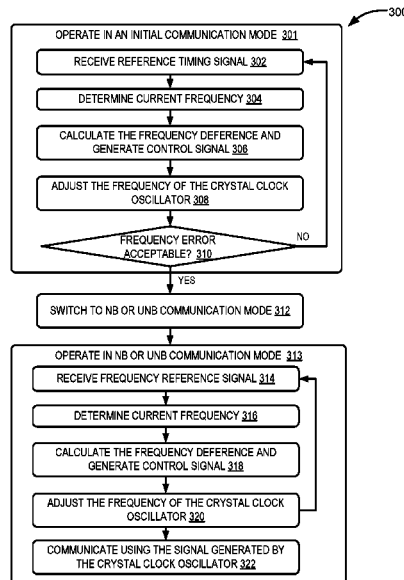 300
OPERATE IN AN INITIAL COMMUNICATION MODE 301
RECEIVE REFERENCE TIMING SIGNAL 302
DETERMINE CURRENT FREQUENCY 304
CALCULATE THE FREQUENCY DEFERENCE AND
GENERATE CONTROL SIGNAL 306
ADJUST THE FREQUENCY OF THE CRYSTAL CLOCK
OSCILLATOR 308
FREQUENCY ERROR
ACCEPTABLE? 310
NO
YES
SWITCH TO NB OR UNB COMMUNICATION MODE 312
OPERATE IN NB OR UNB COMMUNICATION MODE 313
RECEIVE FREQUENCY REFERENCE SIGNAL 314
DETERMINE CURRENT FREQUENCY 316
CALCULATE THE FREQUENCY DEFERENCE AND
GENERATE CONTROL SIGNAL 318
ADJUST THE FREQUENCY OF THE CRYSTAL CLOCK
OSCILLATOR 320
COMMUNICATE USING THE SIGNAL GENERATED BY
THE CRYSTAL CLOCK OSCILLATOR 322